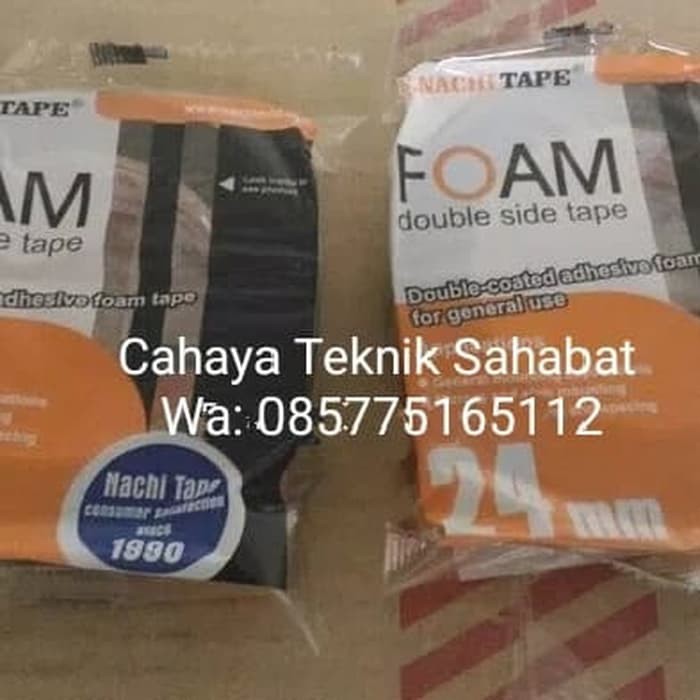 TAPE®
AM
e tape
adhesive foam tape
Nachi Tape
consumer satisfaction
since
1990
NACHI TAPE®
FOAM
double side tape
Double-coated adhesive foam
for general use
Applications
24 mm
Cahaya Teknik Sahabat
Wa: 085775165112